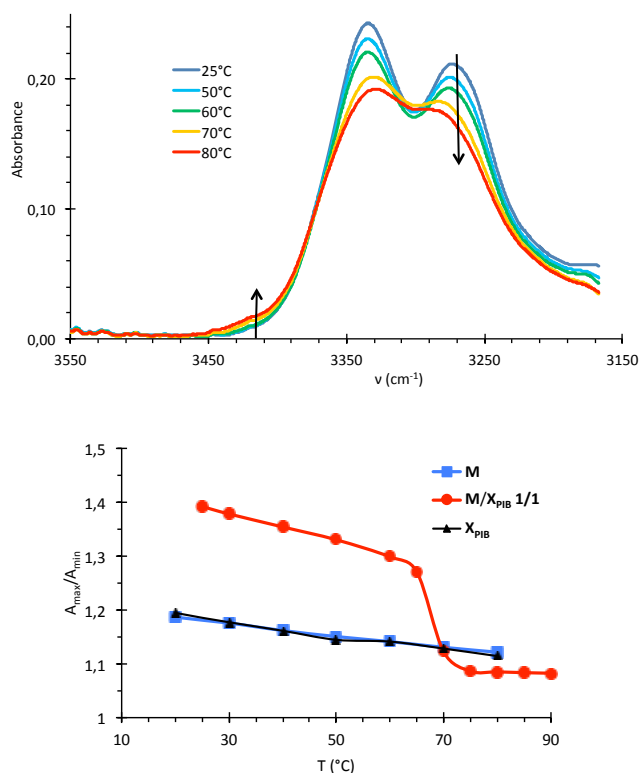 0,20
0,10
0,00
Absorbance
25°C
50°C
60°C
70°C
80°C
3550 3450 3350 3250 3150
ν (cm-1)
1,5
1,4
1,3
1,2
1,1
1
Amax/Amin
M
M/XPIB 1/1
XPIB
10 30 50 70 90
T (°C)